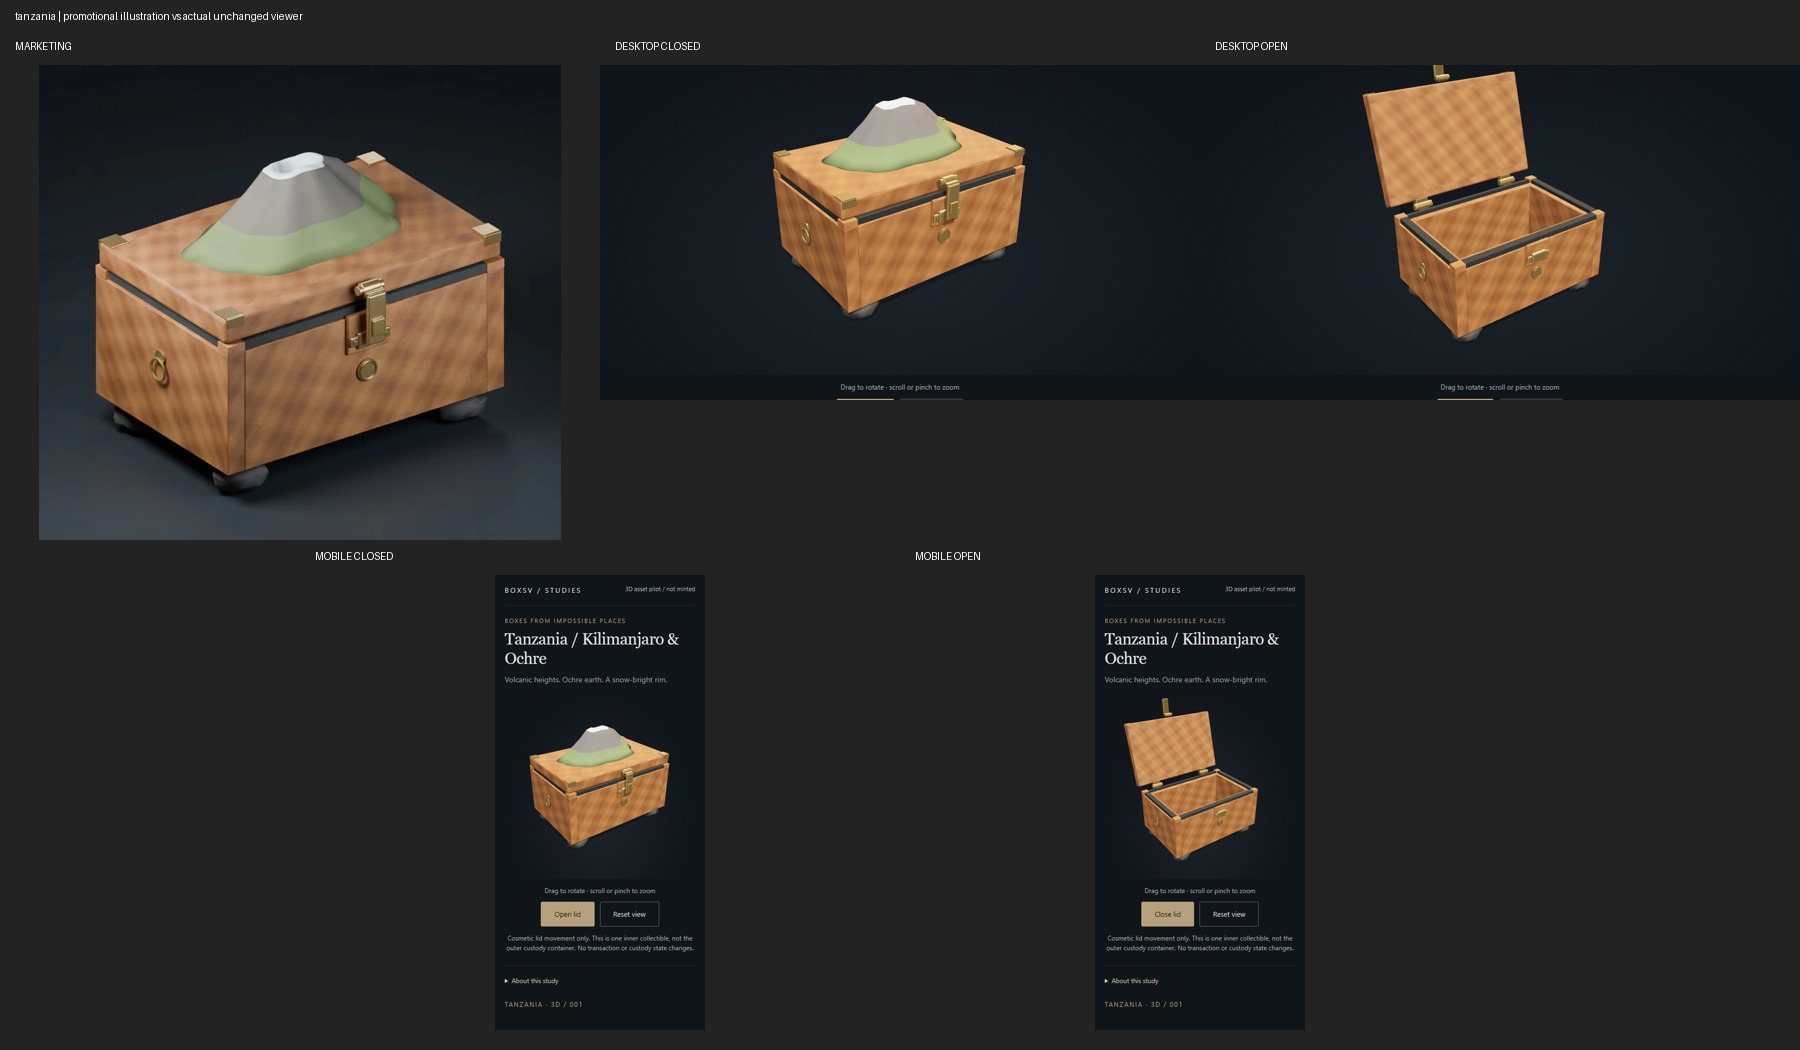 tanzania | promotional illustration vs actual unchanged viewer
MARKETING
DESKTOP CLOSED
DESKTOP OPEN
Drag to rotate · scroll or pinch to zoom
Drag to rotate · scroll or pinch to zoom
MOBILE CLOSED
MOBILE OPEN
BOXSV / STUDIES
3D asset pilot / not minted
BOXES FROM IMPOSSIBLE PLACES
Tanzania / Kilimanjaro &
Ochre
Volcanic heights. Ochre earth. A snow-bright rim.
Drag to rotate · scroll or pinch to zoom
Open lid
Reset view
Cosmetic lid movement only. This is one inner collectible, not the
outer custody container. No transaction or custody state changes.
▸ About this study
TANZANIA · 3D / 001
BOXSV / STUDIES
3D asset pilot / not minted
BOXES FROM IMPOSSIBLE PLACES
Tanzania / Kilimanjaro &
Ochre
Volcanic heights. Ochre earth. A snow-bright rim.
Drag to rotate · scroll or pinch to zoom
Close lid
Reset view
Cosmetic lid movement only. This is one inner collectible, not the
outer custody container. No transaction or custody state changes.
▸ About this study
TANZANIA · 3D / 001